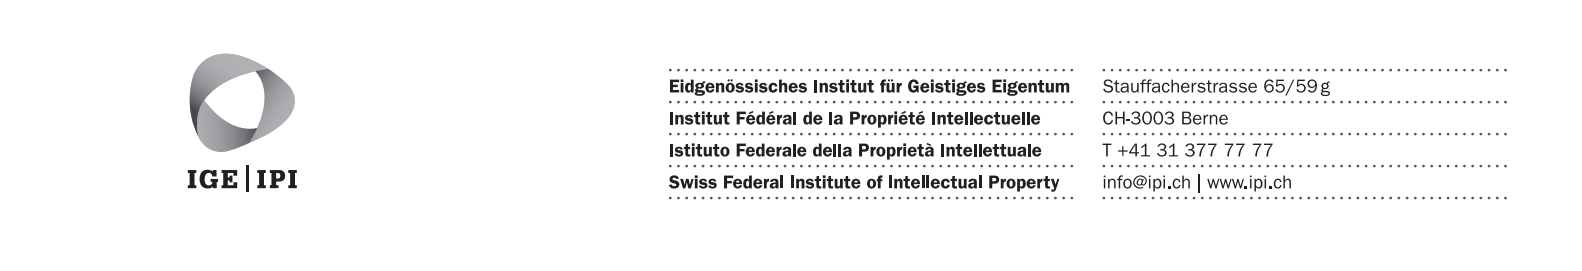 IGE | IPI
Eidgenössisches Institut für Geistiges Eigentum
Institut Fédéral de la Propriété Intellectuelle
Istituto Federale della Proprietà Intellettuale
Swiss Federal Institute of Intellectual Property
Stauffacherstrasse 65/59g
CH-3003 Berne
T +41 31 377 77 77
info@ipi.ch | www.ipi.ch